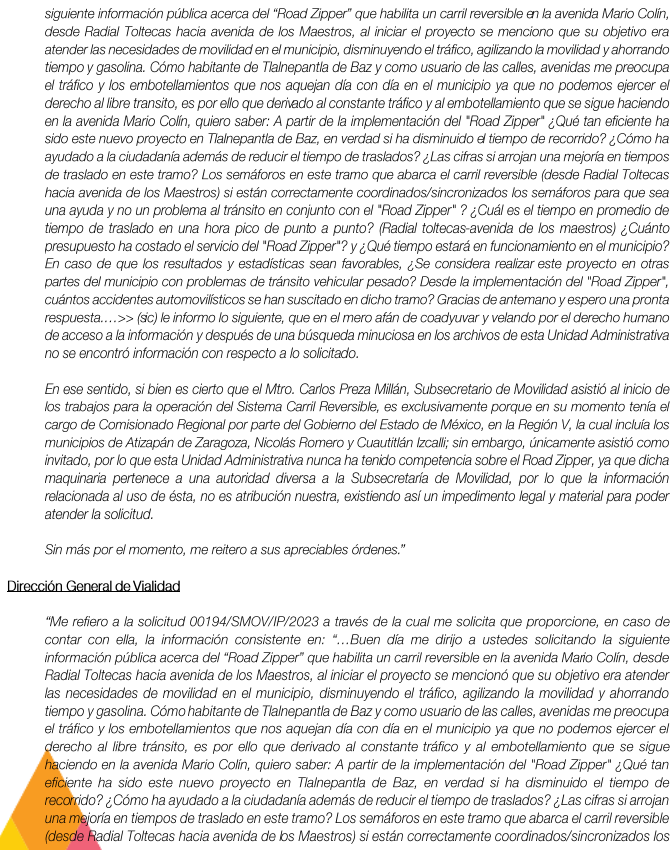 siguiente información pública acerca del “Road Zipper” que habilita un carril reversible en la avenida Mario Colín,
desde Radial Toltecas hacia avenida de los Maestros, al iniciar el proyecto se menciono que su objetivo era
atender las necesidades de movilidad en el municipio, disminuyendo el tráfico, agilizando la movilidad y ahorrando
tiempo y gasolina. Cómo habitante de Tlalnepantla de Baz y como usuario de las calles, avenidas me preocupa
el tráfico y los embotellamientos que nos aquejan día con día en el municipio ya que no podemos ejercer el
derecho al libre transito, es por ello que derivado al constante tráfico y al embotellamiento que se sigue haciendo
en la avenida Mario Colín, quiero saber: A partir de la implementación del "Road Zipper" ¿Qué tan eficiente ha
sido este nuevo proyecto en Tlalnepantla de Baz, en verdad si ha disminuido el tiempo de recorrido? ¿Cómo ha
ayudado a la ciudadanía además de reducir el tiempo de traslados? ¿Las cifras si arrojan una mejoría en tiempos
de traslado en este tramo? Los semáforos en este tramo que abarca el carril reversible (desde Radial Toltecas
hacia avenida de los Maestros) si están correctamente coordinados/sincronizados los semáforos para que sea
una ayuda y no un problema al tránsito en conjunto con el "Road Zipper" ? ¿Cuál es el tiempo en promedio de
tiempo de traslado en una hora pico de punto a punto? (Radial toltecas-avenida de los maestros) ¿Cuánto
presupuesto ha costado el servicio del "Road Zipper"? y ¿Qué tiempo estará en funcionamiento en el municipio?
En caso de que los resultados y estadísticas sean favorables, ¿Se considera realizar este proyecto en otras
partes del municipio con problemas de tránsito vehicular pesado? Desde la implementación del "Road Zipper",
cuántos accidentes automovilísticos se han suscitado en dicho tramo? Gracias de antemano y espero una pronta
respuesta.…>> (sic) le informo lo siguiente, que en el mero afán de coadyuvar y velando por el derecho humano
de acceso a la información y después de una búsqueda minuciosa en los archivos de esta Unidad Administrativa
no se encontró información con respecto a lo solicitado.
En ese sentido, si bien es cierto que el Mtro. Carlos Preza Millán, Subsecretario de Movilidad asistió al inicio de
los trabajos para la operación del Sistema Carril Reversible, es exclusivamente porque en su momento tenía el
cargo de Comisionado Regional por parte del Gobierno del Estado de México, en la Región V, la cual incluía los
municipios de Atizapán de Zaragoza, Nicolás Romero y Cuautitlán Izcalli; sin embargo, únicamente asistió como
invitado, por lo que esta Unidad Administrativa nunca ha tenido competencia sobre el Road Zipper, ya que dicha
maquinaria pertenece a una autoridad diversa a la Subsecretaría de Movilidad, por lo que la información
relacionada al uso de ésta, no es atribución nuestra, existiendo así un impedimento legal y material para poder
atender la solicitud.
Sin más por el momento, me reitero a sus apreciables órdenes.”
Dirección General de Vialidad
“Me refiero a la solicitud 00194/SMOV/IP/2023 a través de la cual me solicita que proporcione, en caso de
contar con ella, la información consistente en: “…Buen día me dirijo a ustedes solicitando la siguiente
información pública acerca del “Road Zipper” que habilita un carril reversible en la avenida Mario Colín, desde
Radial Toltecas hacia avenida de los Maestros, al iniciar el proyecto se mencionó que su objetivo era atender
las necesidades de movilidad en el municipio, disminuyendo el tráfico, agilizando la movilidad y ahorrando
tiempo y gasolina. Cómo habitante de Tlalnepantla de Baz y como usuario de las calles, avenidas me preocupa
el tráfico y los embotellamientos que nos aquejan día con día en el municipio ya que no podemos ejercer el
derecho al libre tránsito, es por ello que derivado al constante tráfico y al embotellamiento que se sigue
haciendo en la avenida Mario Colín, quiero saber: A partir de la implementación del "Road Zipper" ¿Qué tan
eficiente ha sido este nuevo proyecto en Tlalnepantla de Baz, en verdad si ha disminuido el tiempo de
recorrido? ¿Cómo ha ayudado a la ciudadanía además de reducir el tiempo de traslados? ¿Las cifras si arrojan
una mejoría en tiempos de traslado en este tramo? Los semáforos en este tramo que abarca el carril reversible
(desde Radial Toltecas hacia avenida de los Maestros) si están correctamente coordinados/sincronizados los